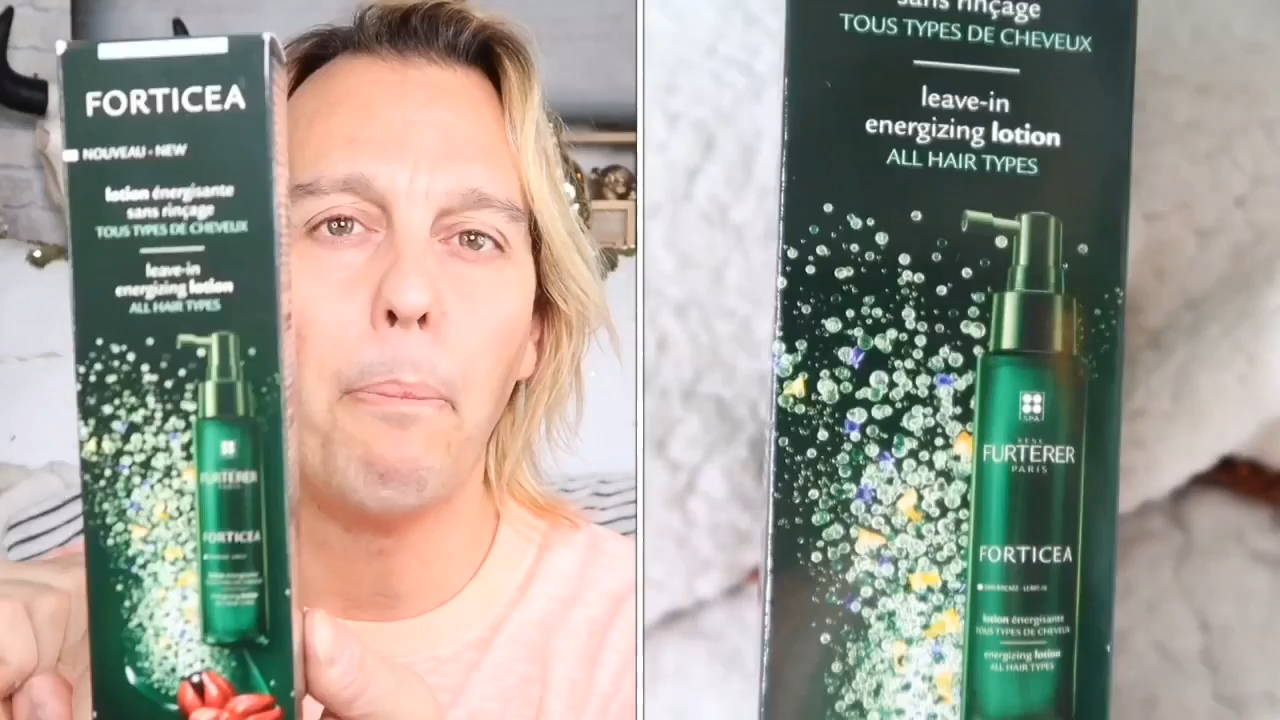 FORTICEA
NOUVEAU - NEW
lotion énergisante
sans rinçage
TOUS TYPES DE CHEVEUX
leave-in
energizing lotion
ALL HAIR TYPES
FURTERER
PARIS
FORTICEA
sans rinçage
TOUS TYPES DE CHEVEUX
leave-in
energizing lotion
ALL HAIR TYPES
SPA
RENE
FURTERER
PARIS
FORTICEA
lotion énergisante
TOUS TYPES DE CHEVEUX
energizing lotion
ALL HAIR TYPES